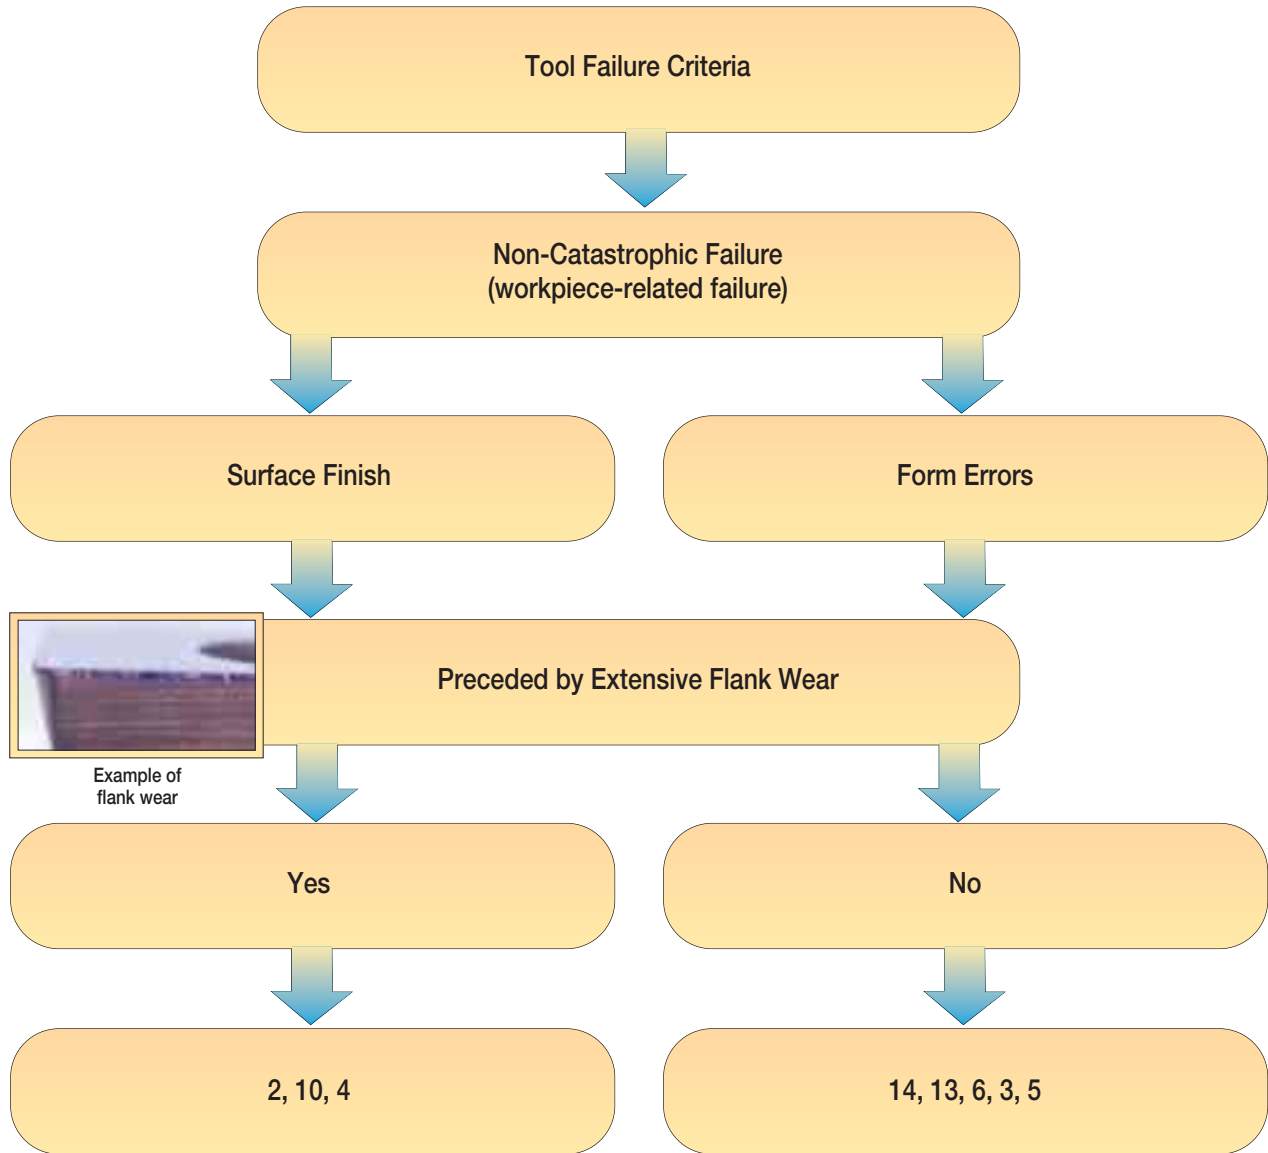 Tool Failure Criteria
Non-Catastrophic Failure
(workpiece-related failure)
Surface Finish
Form Errors
Preceded by Extensive Flank Wear
Example of
flank wear
Yes
No
2, 10, 4
14, 13, 6, 3, 5